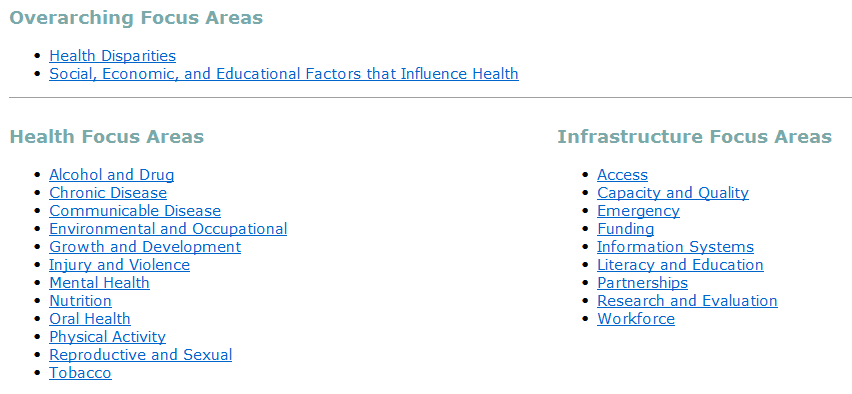 Overarching Focus Areas
Health Disparities
Social, Economic, and Educational Factors that Influence Health
Health Focus Areas
Alcohol and Drug
Chronic Disease
Communicable Disease
Environmental and Occupational
Growth and Development
Injury and Violence
Mental Health
Nutrition
Oral Health
Physical Activity
Reproductive and Sexual
Tobacco
Infrastructure Focus Areas
Access
Capacity and Quality
Emergency
Funding
Information Systems
Literacy and Education
Partnerships
Research and Evaluation
Workforce